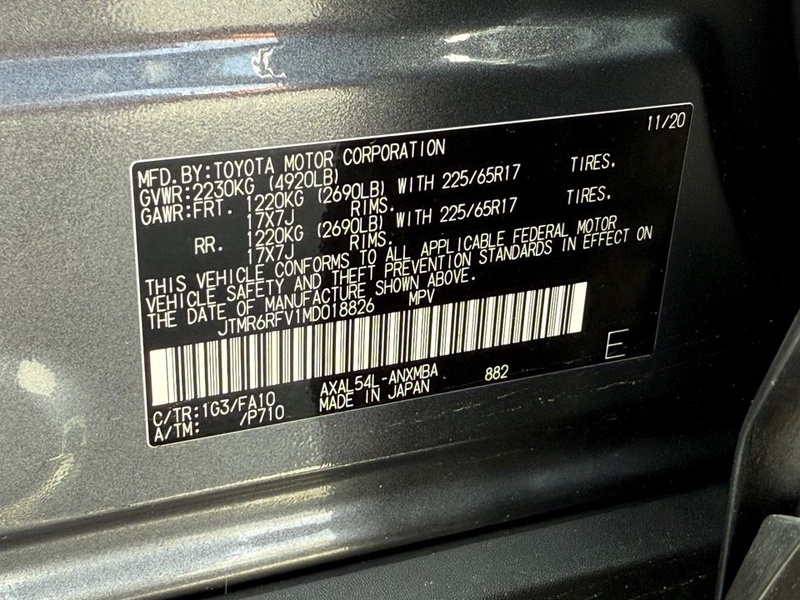 11/20
MFD.BY:TOYOTA MOTOR CORPORATION
GVWR:2230KG (4920LB)
GAWR:FRT. 1220KG (2690LB) WITH 225/65R17 TIRES.
17X7J RIMS.
RR. 1220KG (2690LB) WITH 225/65R17 TIRES.
17X7J RIMS.
THIS VEHICLE CONFORMS TO ALL APPLICABLE FEDERAL MOTOR
VEHICLE SAFETY AND THEFT PREVENTION STANDARDS IN EFFECT ON
THE DATE OF MANUFACTURE SHOWN ABOVE.
JTMR6RFV1MD018826 MPV
E
C/TR:1G3/FA10 AXAL54L-ANXMBA 882
A/TM: /P710 MADE IN JAPAN